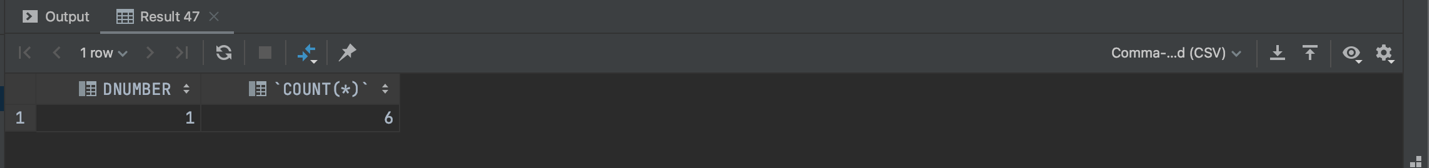 Output Result 47
1 row Comma-...d (CSV)
DNUMBER `COUNT(*)`
1 1 6